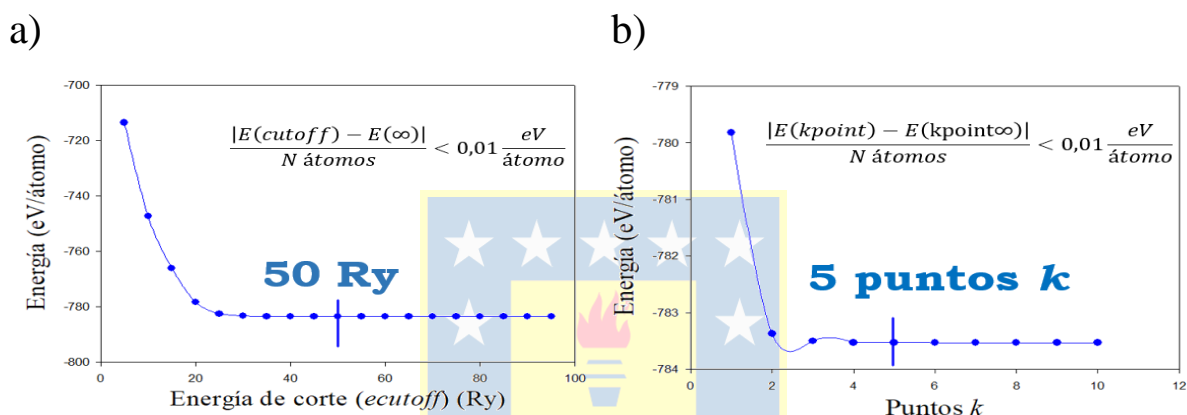 a)
-700
-720
-740
-760
-780
-800
0
20
40
60
80
100
Energía (eV/átomo)
|E(cutoff) − E(∞)|
N átomos
< 0,01 eV
átomo
50 Ry
Energía de corte (ecutoff) (Ry)
b)
-779
-780
-781
-782
-783
-784
0
2
4
6
8
10
12
Energía (eV/átomo)
|E(kpoint) − E(kpoint∞)|
N átomos
< 0,01 eV
átomo
5 puntos k
Puntos k